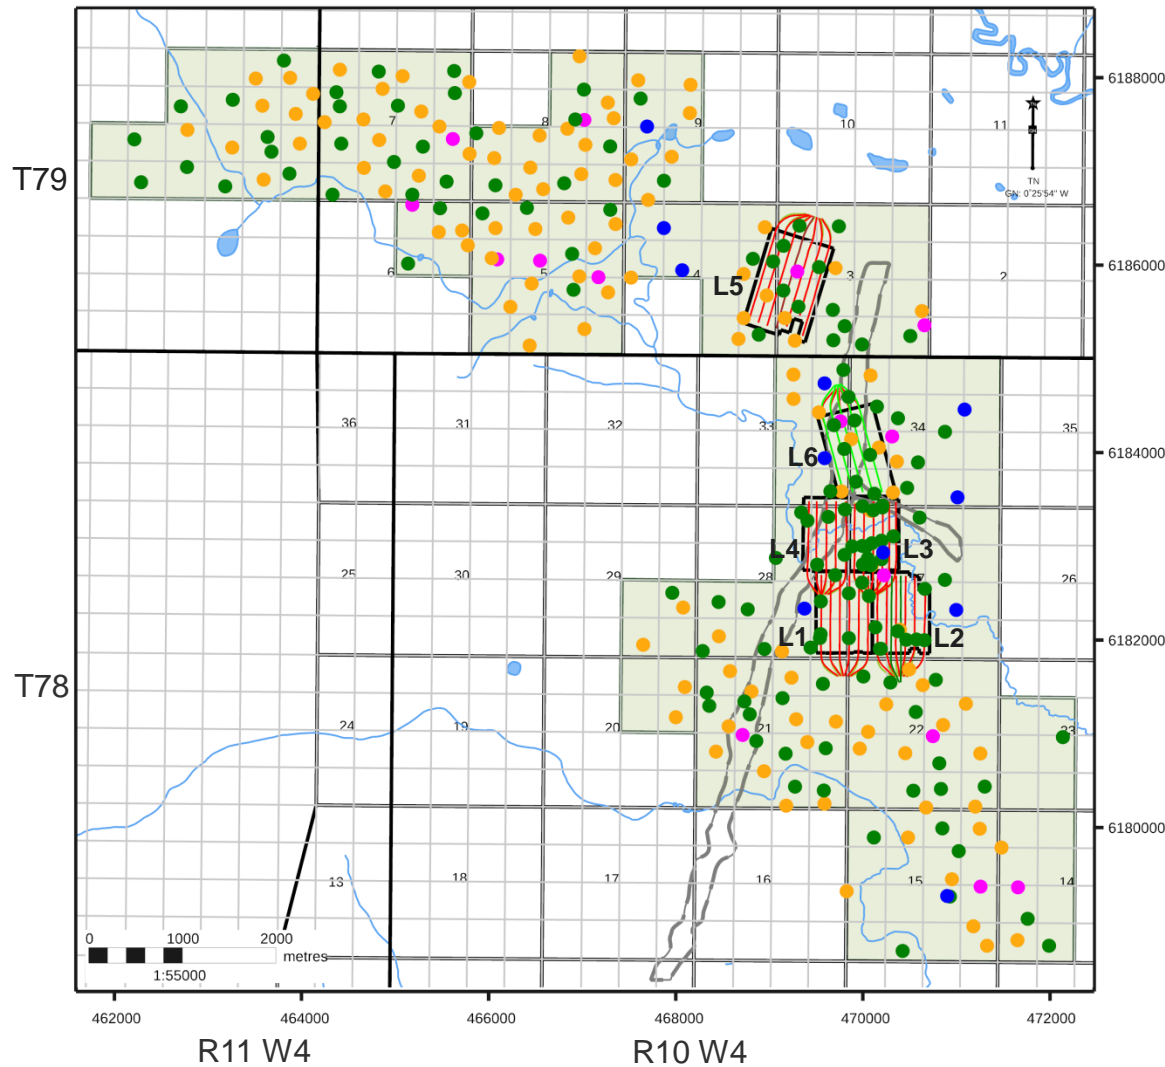 6188000
7 8 9 10 11
TN
GN: 0°25'54" W
T79
6 5 4 3 2
6186000
L5
36 31 32 33 34 35
6184000
L6
L4 L3
25 30 29 28 26
6182000
L1 L2
T78
24 19 20 21 22 23
6180000
13 18 17 16 15 14
0 1000 2000
metres
1:55000
462000 464000 466000 468000 470000 472000
R11 W4 R10 W4